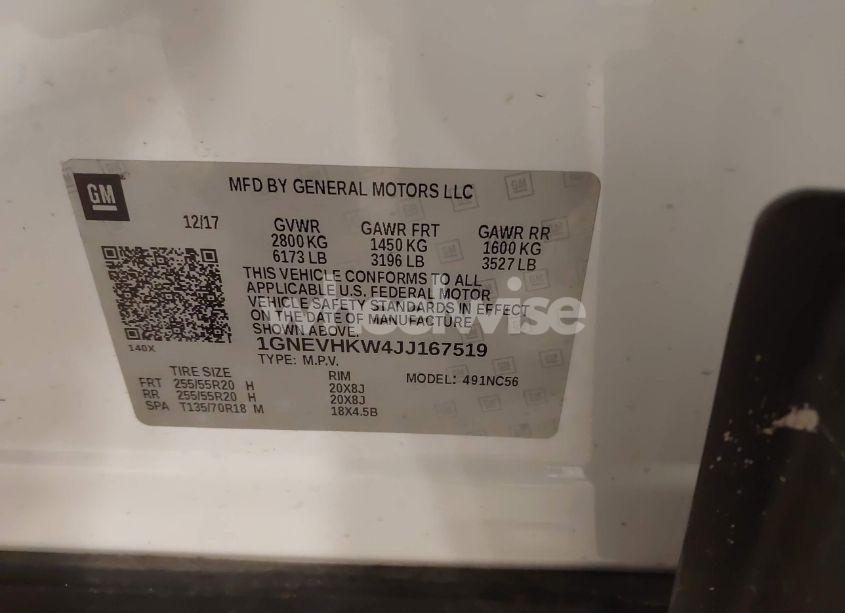 GM
MFD BY GENERAL MOTORS LLC
12/17
GVWR GAWR FRT GAWR RR
2800 KG 1450 KG 1600 KG
6173 LB 3196 LB 3527 LB
THIS VEHICLE CONFORMS TO ALL
APPLICABLE U.S. FEDERAL MOTOR
VEHICLE SAFETY STANDARDS IN EFFECT
ON THE DATE OF MANUFACTURE
SHOWN ABOVE.
1GNEVHKW4JJ167519
TYPE: M.P.V.
140X
TIRE SIZE RIM MODEL: 491NC56
FRT 255/55R20 H 20X8J
RR 255/55R20 H 20X8J
SPA T135/70R18 M 18X4.5B